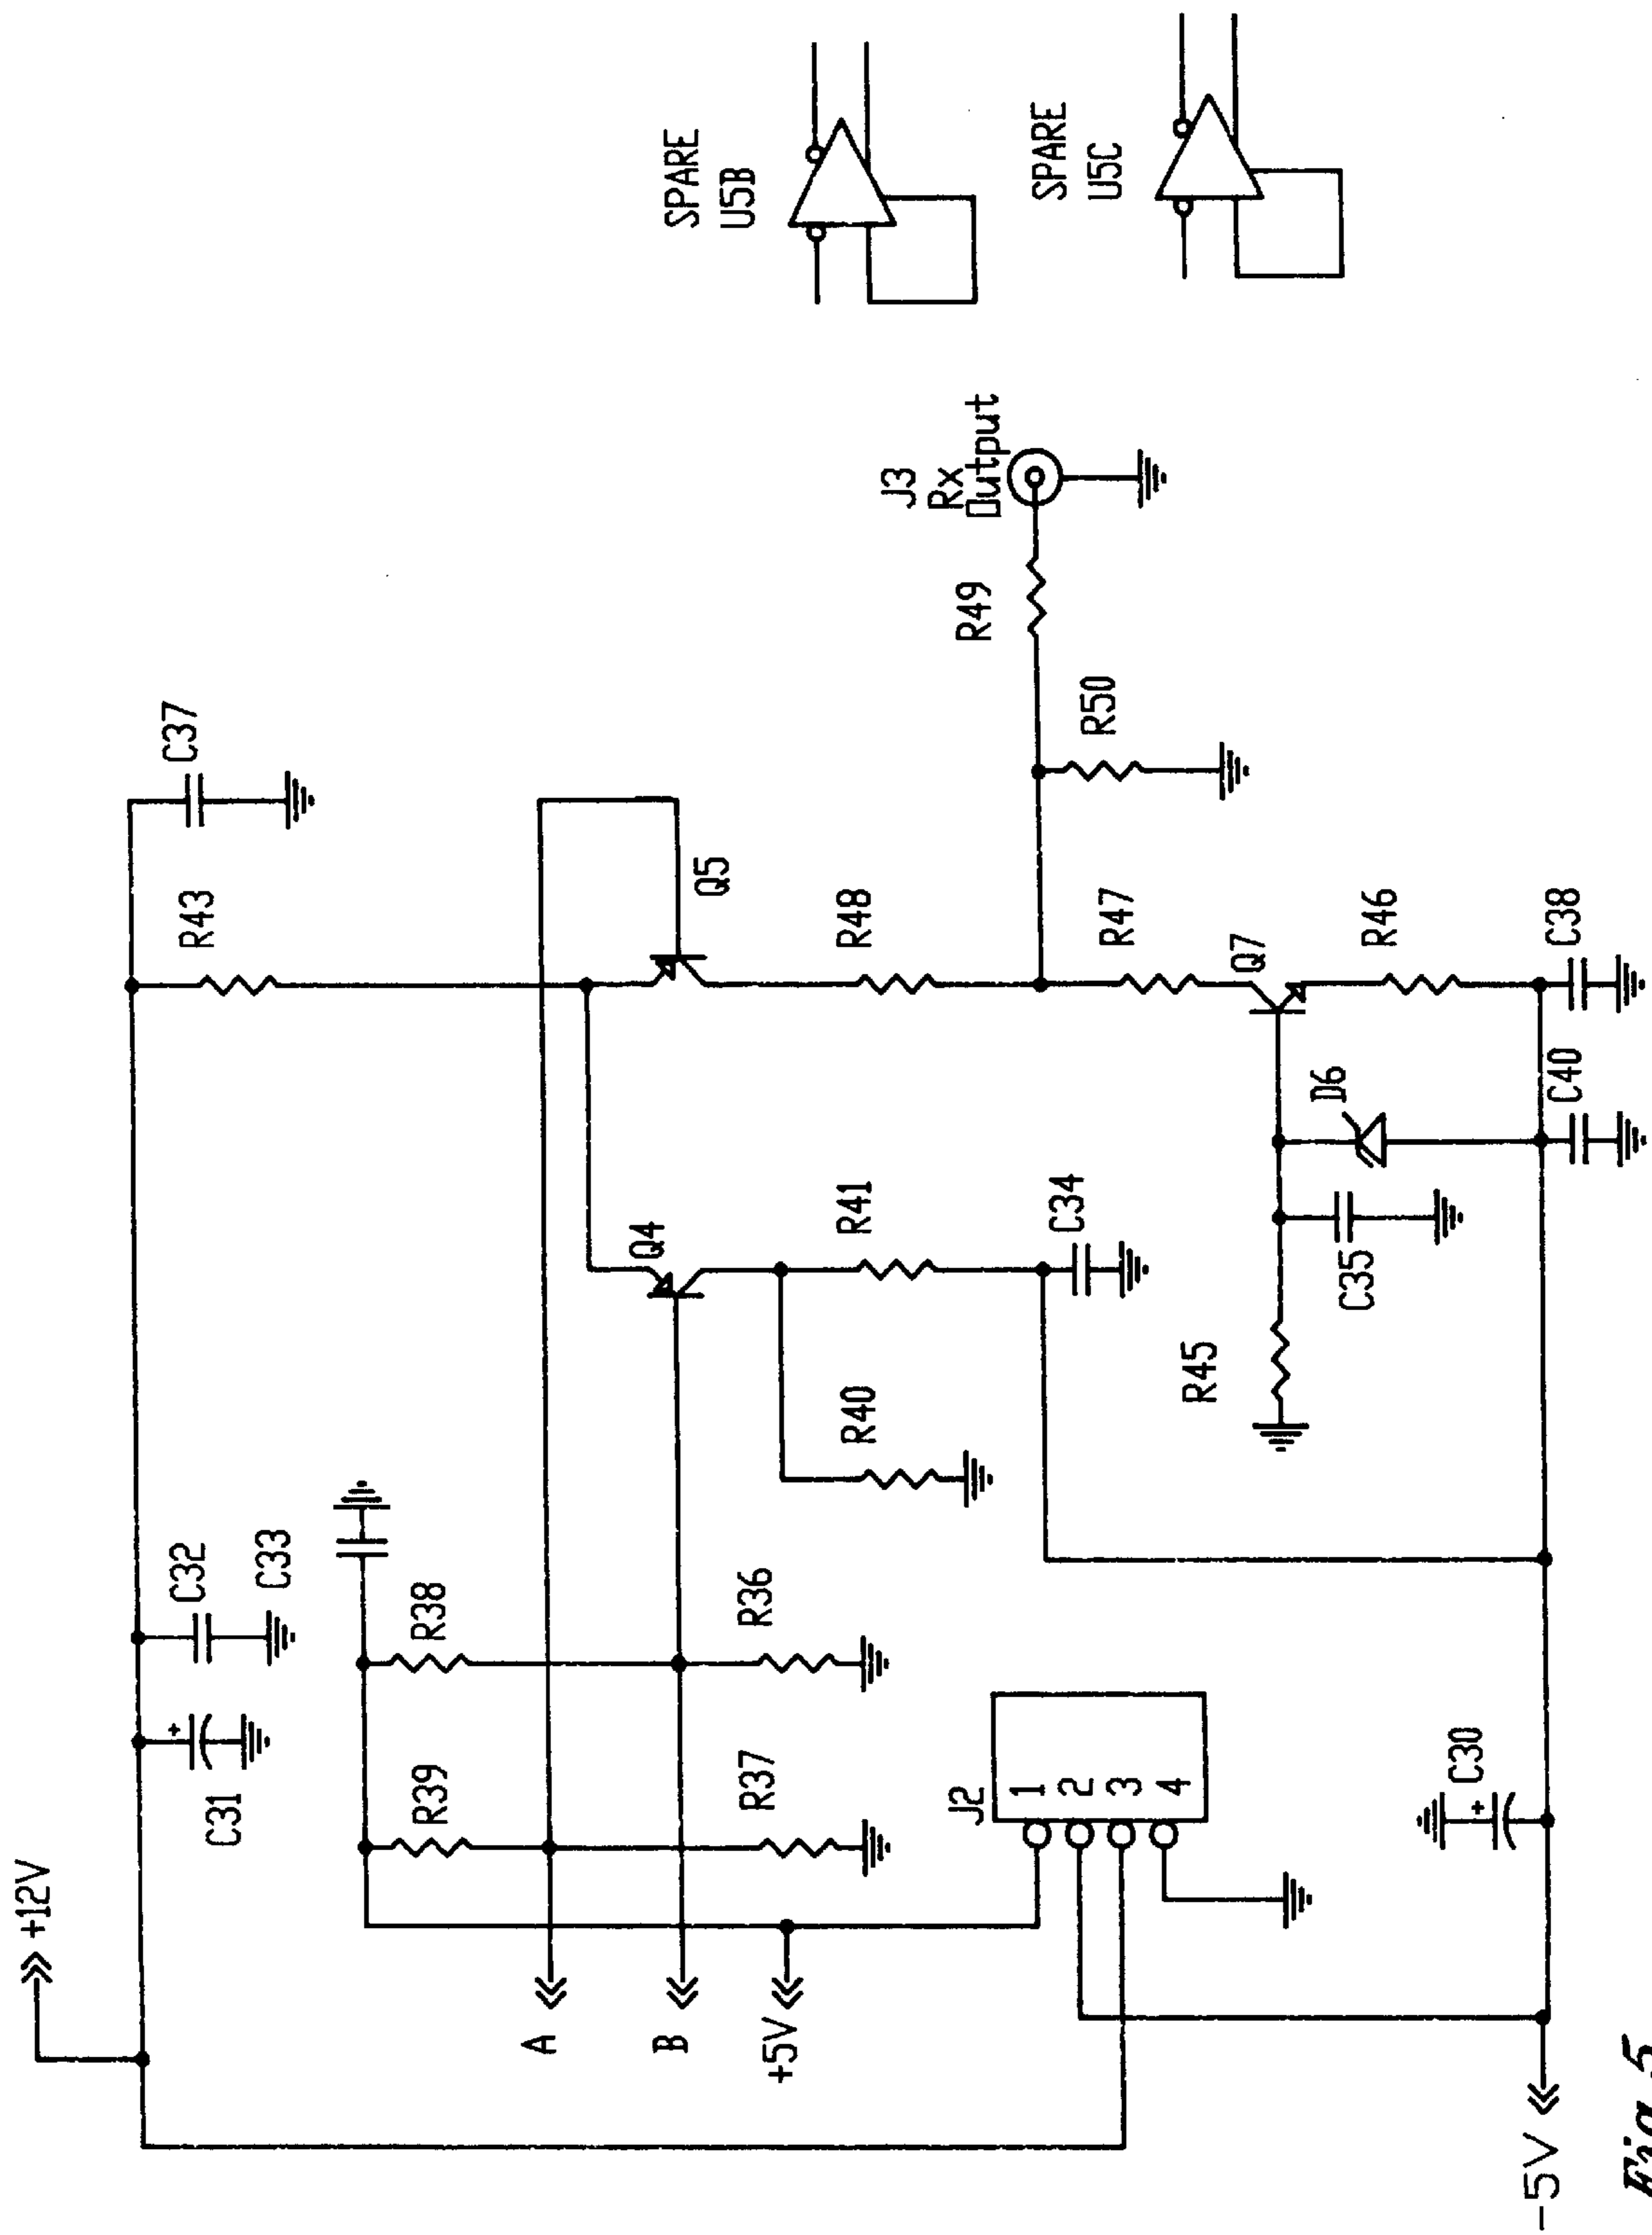 +12V
C31
C32
C33
R43
C37
R39
R38
A
B
+5V
R37
R36
Q4
Q5
R40
R41
C34
R48
J2
1
2
3
4
R45
C35
D6
Q7
R47
R46
R50
R49
J3
Rx
Output
C30
C40
C38
-5V
SPARE
U5B
SPARE
U5C
Fig.5